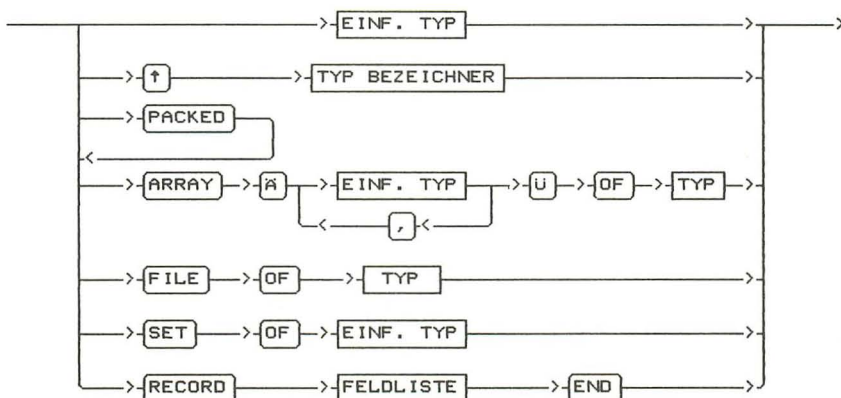 EINF. TYP
↑ TYP BEZEICHNER
PACKED
ARRAY Ä EINF. TYP Ü OF TYP
,
FILE OF TYP
SET OF EINF. TYP
RECORD FELDLISTE END